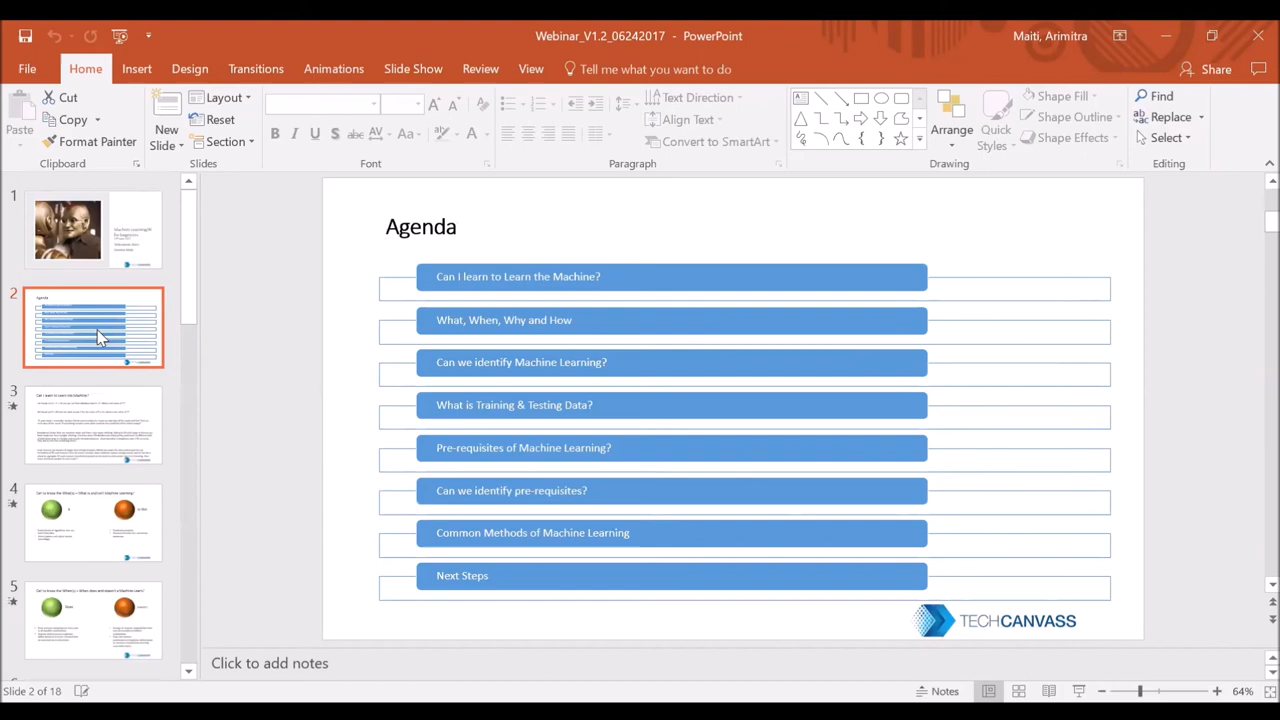 Webinar_V1.2_06242017 - PowerPoint
Maiti, Arimitra
File Home Insert Design Transitions Animations Slide Show Review View Tell me what you want to do Share
Paste
Cut
Copy
Format Painter
Clipboard
New Slide
Layout
Reset
Section
Slides
Font
Text Direction
Align Text
Convert to SmartArt
Paragraph
Arrange
Quick Styles
Shape Fill
Shape Outline
Shape Effects
Drawing
Find
Replace
Select
Editing
1
2
3
4
5
Agenda
Can I learn to Learn the Machine?
What, When, Why and How
Can we identify Machine Learning?
What is Training & Testing Data?
Pre-requisites of Machine Learning?
Can we identify pre-requisites?
Common Methods of Machine Learning
Next Steps
TECHCANVASS
Click to add notes
Slide 2 of 18
Notes
64%